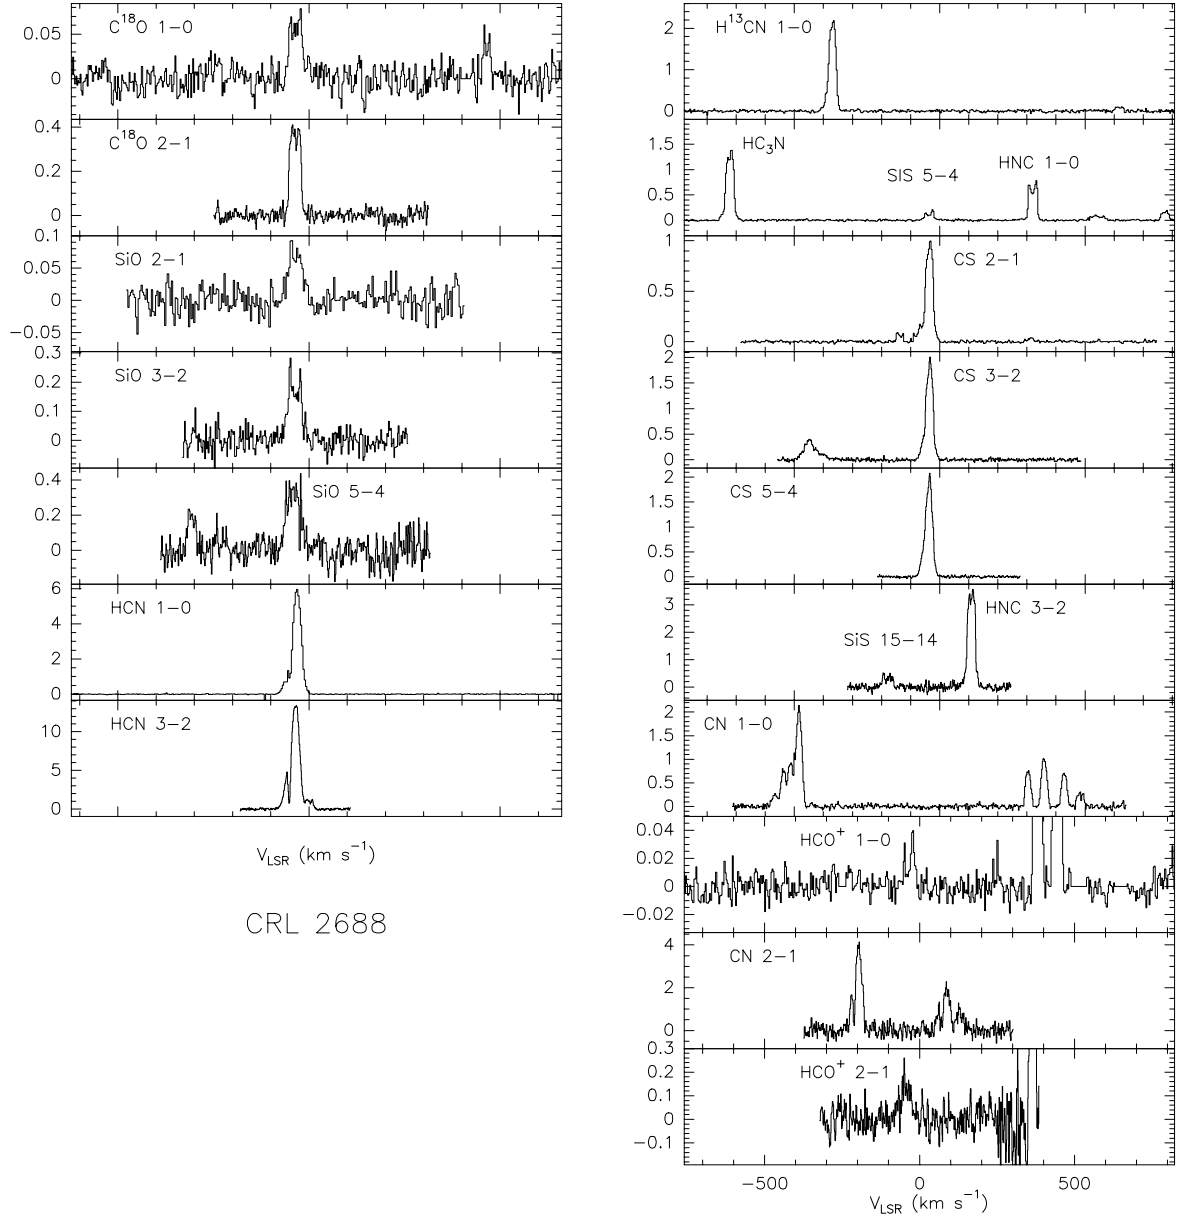 C¹⁸O 1−0
0.05
0
C¹⁸O 2−1
0.4
0.2
0
0.1
SiO 2−1
0.05
0
−0.05
0.3
SiO 3−2
0.2
0.1
0
SiO 5−4
0.4
0.2
0
6
HCN 1−0
4
2
0
HCN 3−2
10
5
0
V_LSR (km s⁻¹)
CRL 2688
H¹³CN 1−0
2
1
0
HC₃N
1.5
SIS 5−4
HNC 1−0
1
0.5
0
CS 2−1
1
0.5
0
2
CS 3−2
1.5
1
0.5
0
CS 5−4
2
1.5
1
0.5
0
HNC 3−2
3
SiS 15−14
2
1
0
2
CN 1−0
1.5
1
0.5
0
0.04
HCO⁺ 1−0
0.02
0
−0.02
CN 2−1
4
2
0
0.3
HCO⁺ 2−1
0.2
0.1
0
−0.1
−500 0 500
V_LSR (km s⁻¹)